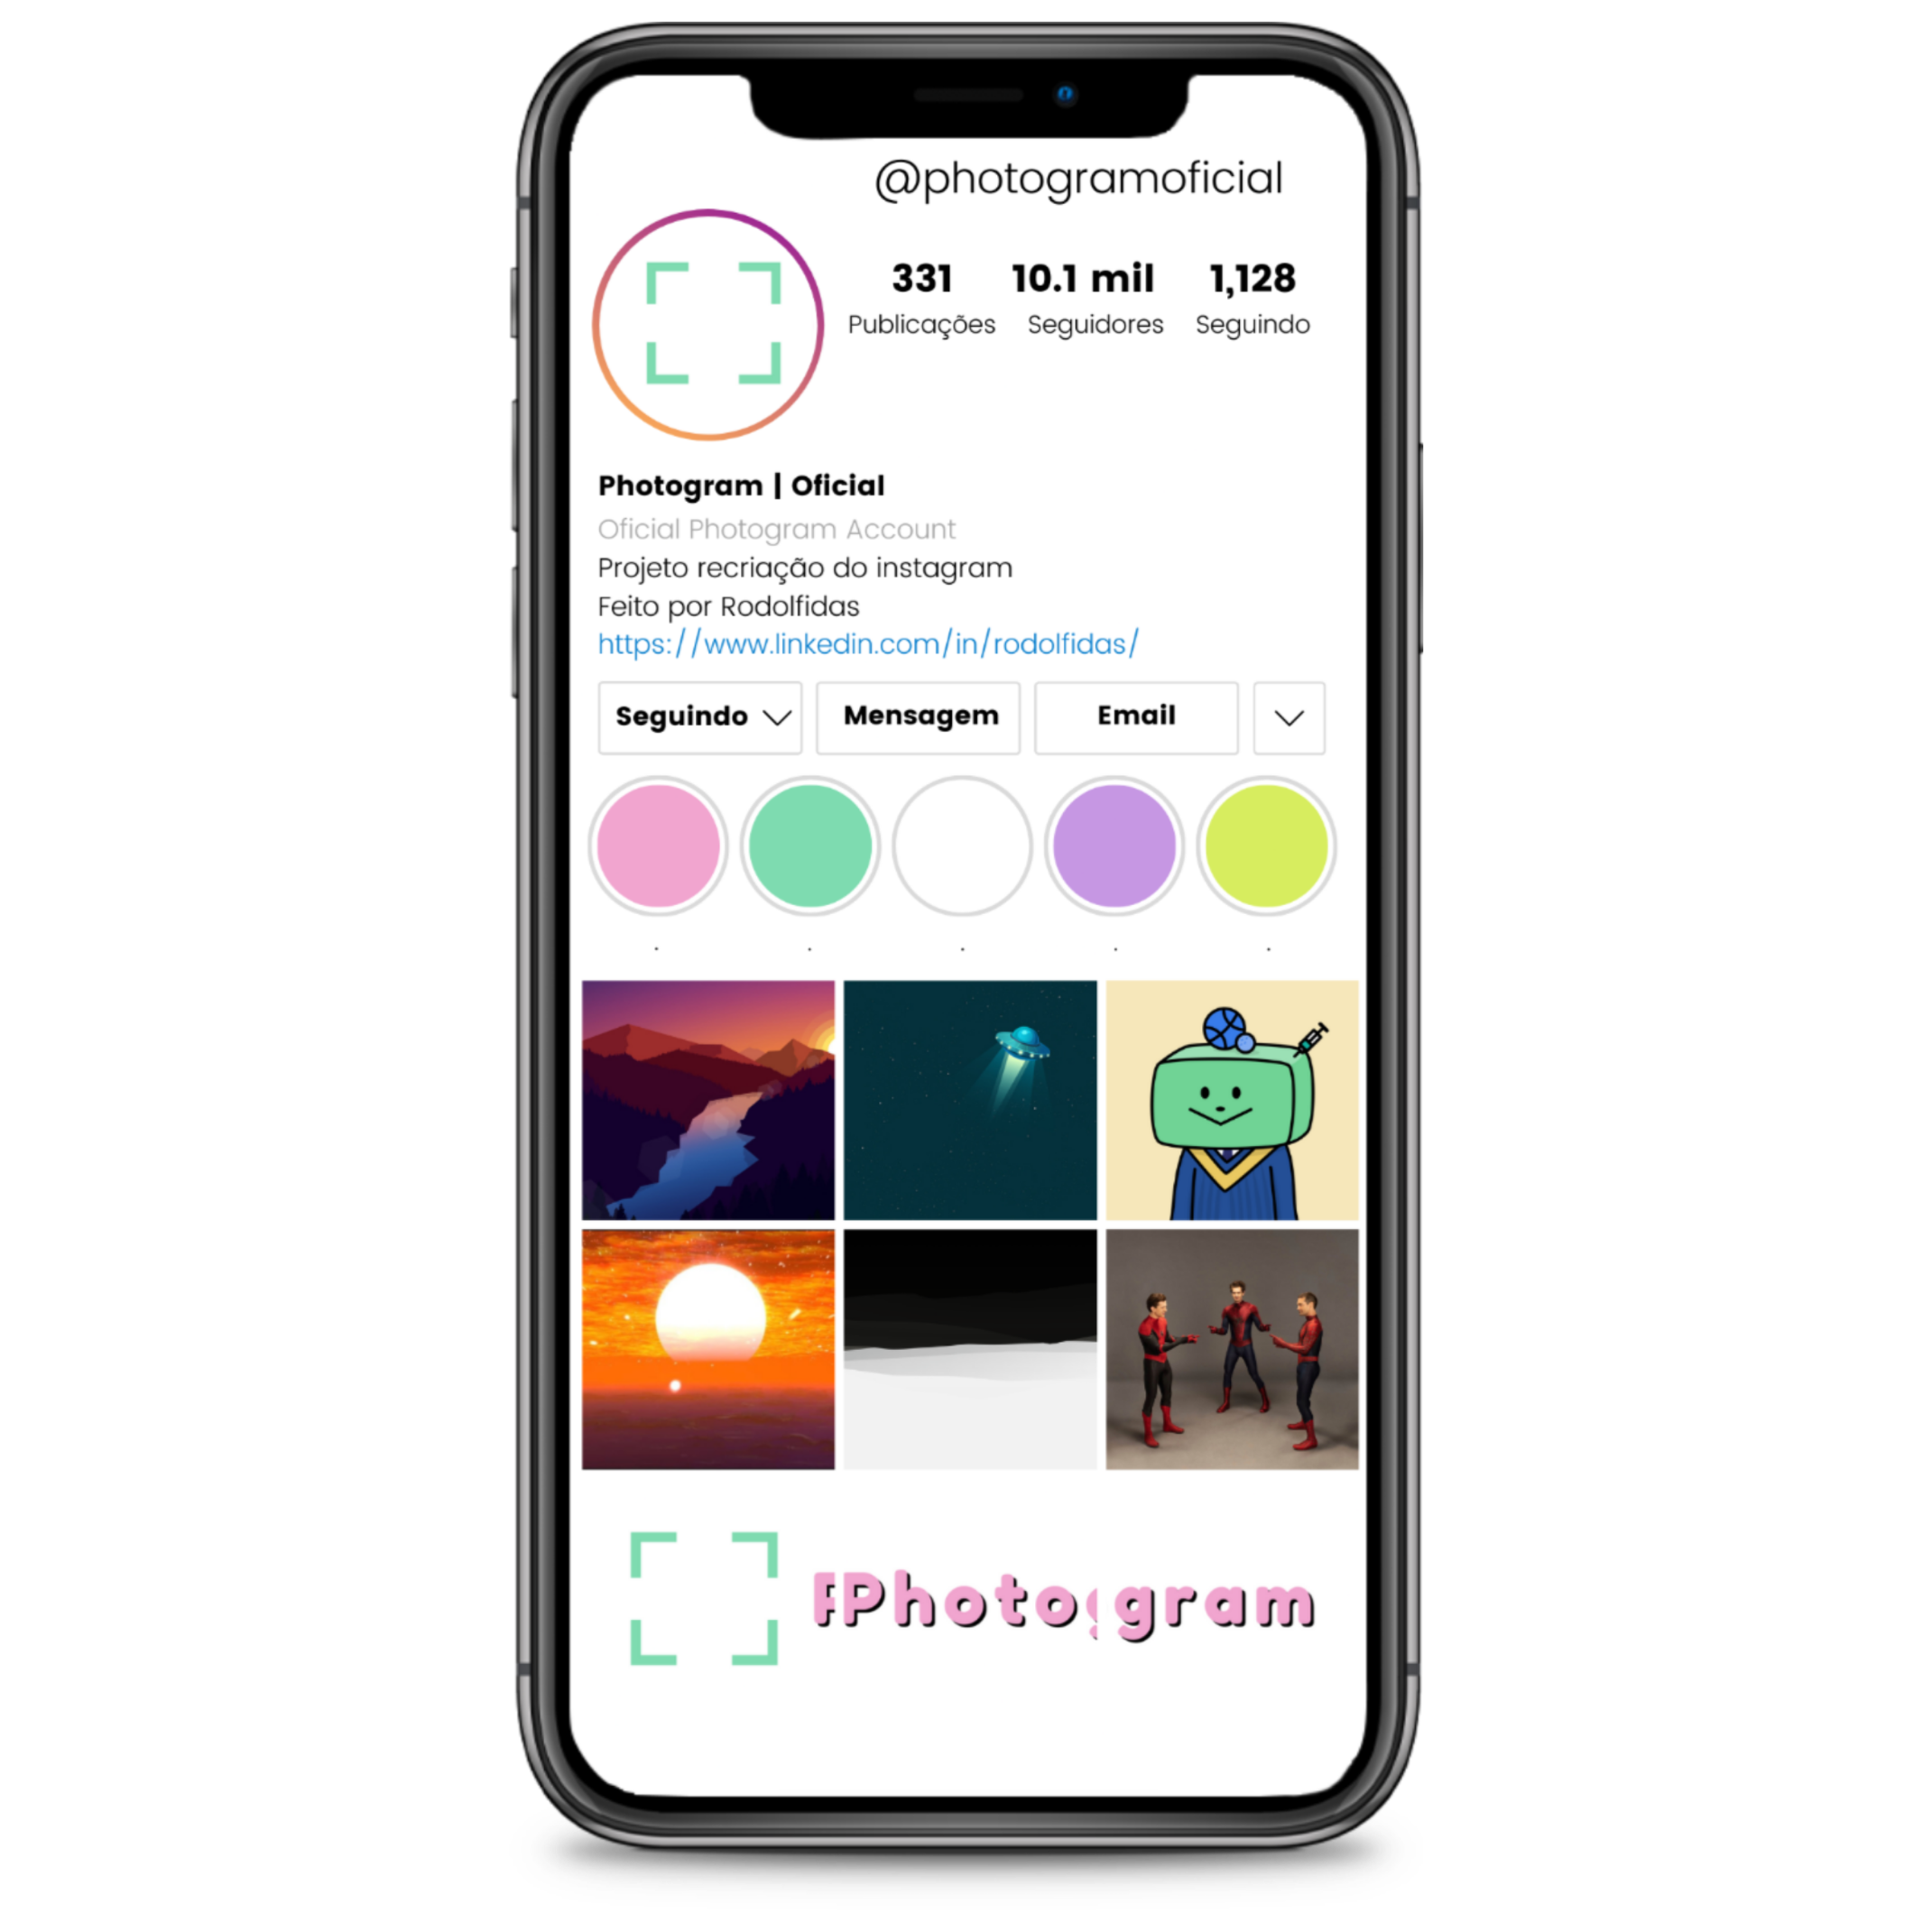 @photogramoficial
331 10.1 mil 1,128
Publicações Seguidores Seguindo
Photogram | Oficial
Oficial Photogram Account
Projeto recriação do instagram
Feito por Rodolfidas
https://www.linkedin.com/in/rodolfidas/
Seguindo Mensagem Email
. . . . .
Photogram